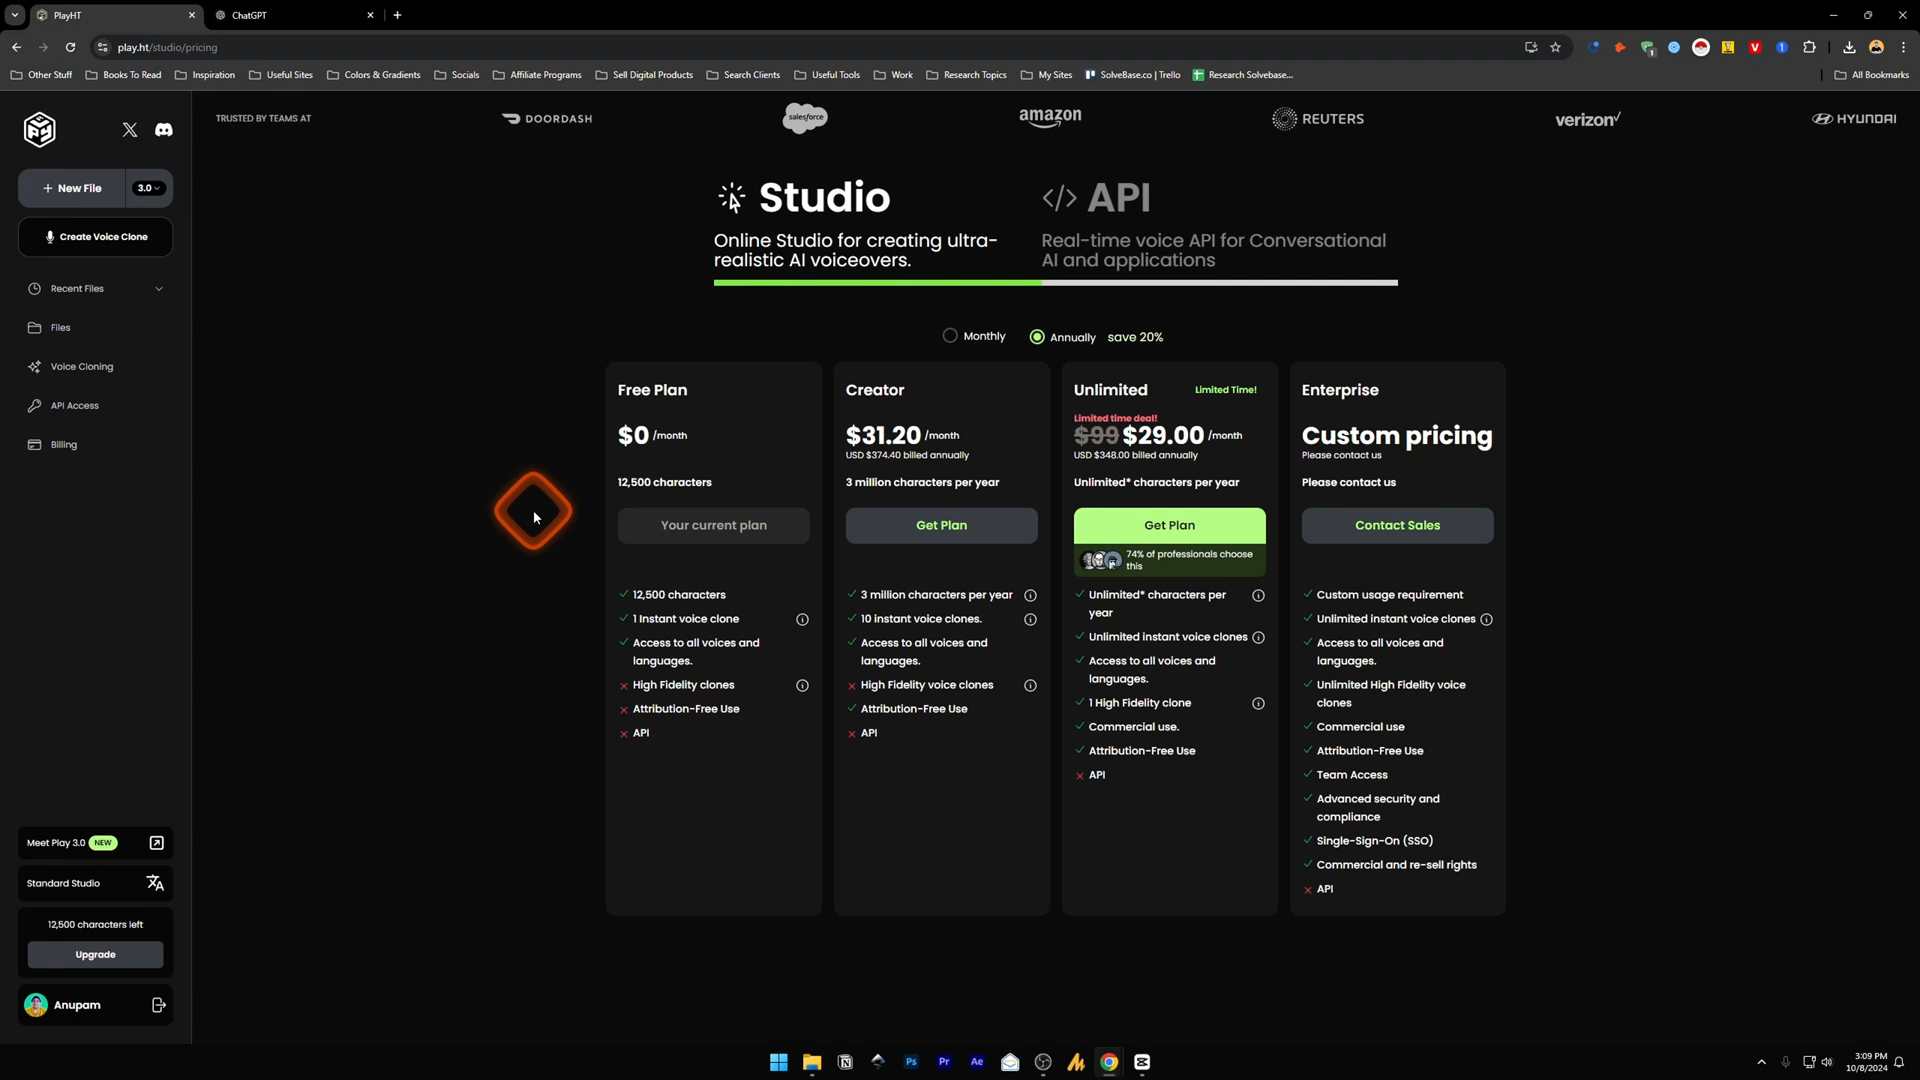 PlayHT
ChatGPT
play.ht/studio/pricing
Other Stuff
Books To Read
Inspiration
Useful Sites
Colors & Gradients
Socials
Affiliate Programs
Sell Digital Products
Search Clients
Useful Tools
Work
Research Topics
My Sites
SolveBase.co | Trello
Research Solvebase...
All Bookmarks
TRUSTED BY TEAMS AT
DOORDASH
salesforce
amazon
REUTERS
verizon
HYUNDAI
New File
3.0
Create Voice Clone
Recent Files
Files
Voice Cloning
API Access
Billing
Meet Play 3.0 NEW
Standard Studio
12,500 characters left
Upgrade
Anupam
Studio
Online Studio for creating ultra-
realistic AI voiceovers.
</> API
Real-time voice API for Conversational
AI and applications
Monthly
Annually
save 20%
Free Plan
$0 /month
12,500 characters
Your current plan
12,500 characters
1 Instant voice clone
Access to all voices and
languages.
High Fidelity clones
Attribution-Free Use
API
Creator
$31.20 /month
USD $374.40 billed annually
3 million characters per year
Get Plan
3 million characters per year
10 instant voice clones.
Access to all voices and
languages.
High Fidelity voice clones
Attribution-Free Use
API
Unlimited
Limited Time!
Limited time deal!
$99 $29.00 /month
USD $348.00 billed annually
Unlimited* characters per year
Get Plan
74% of professionals choose
this
Unlimited* characters per
year
Unlimited instant voice clones
Access to all voices and
languages.
1 High Fidelity clone
Commercial use.
Attribution-Free Use
API
Enterprise
Custom pricing
Please contact us
Please contact us
Contact Sales
Custom usage requirement
Unlimited instant voice clones
Access to all voices and
languages.
Unlimited High Fidelity voice
clones
Commercial use
Attribution-Free Use
Team Access
Advanced security and
compliance
Single-Sign-On (SSO)
Commercial and re-sell rights
API
Ps
Pr
Ae
3:09 PM
10/8/2024